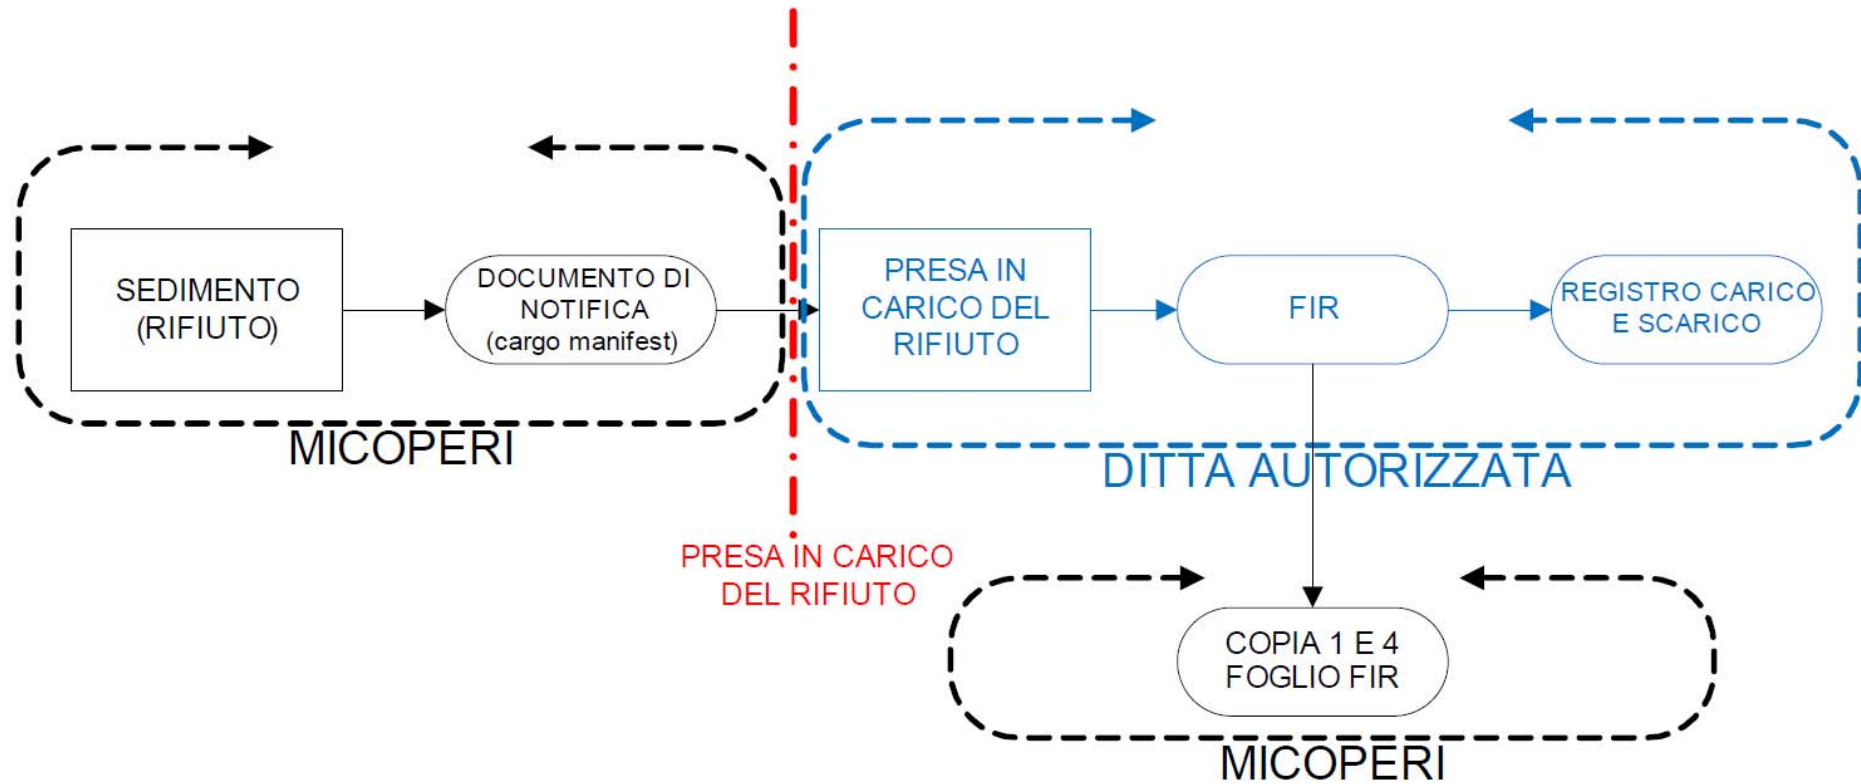 SEDIMENTO
(RIFIUTO)
DOCUMENTO DI
NOTIFICA
(cargo manifest)
MICOPERI
PRESA IN CARICO
DEL RIFIUTO
PRESA IN
CARICO DEL
RIFIUTO
FIR
REGISTRO CARICO
E SCARICO
DITTA AUTORIZZATA
COPIA 1 E 4
FOGLIO FIR
MICOPERI